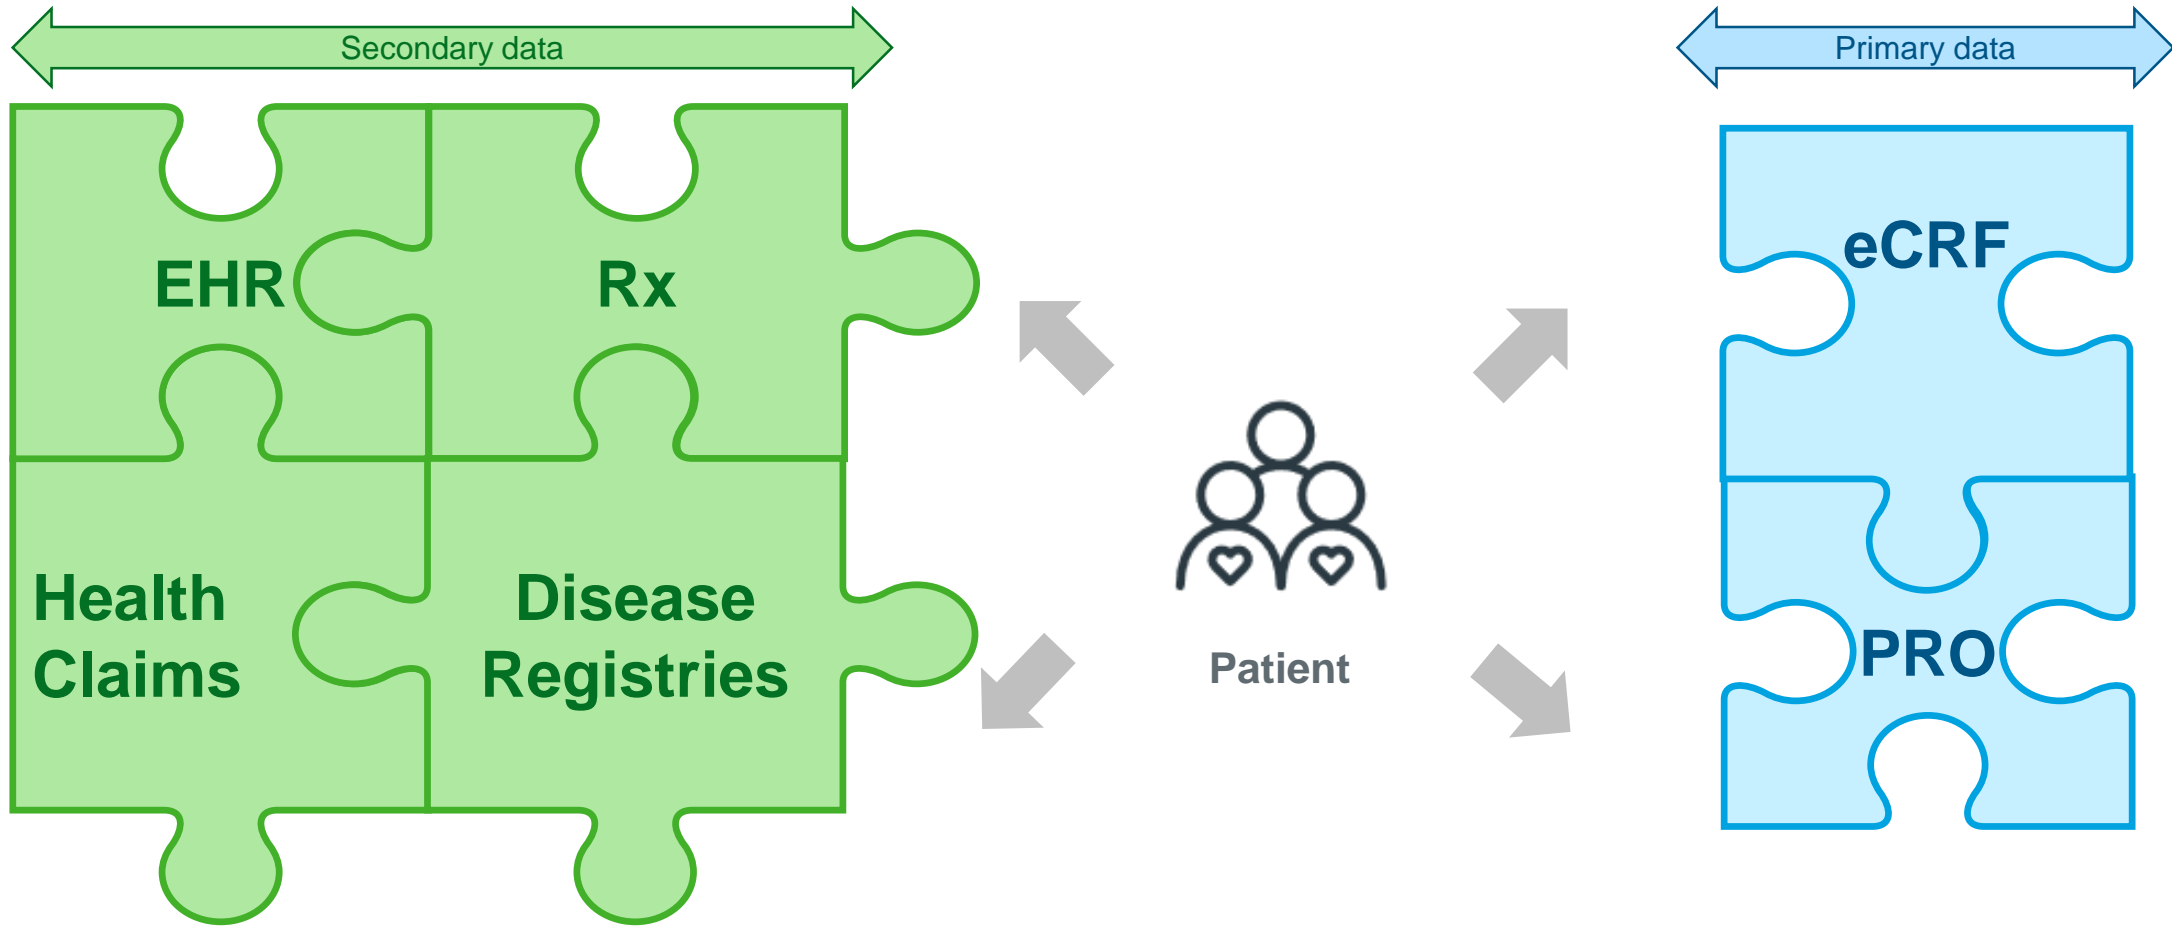 Secondary data
Primary data
EHR
Rx
eCRF
Health
Claims
Disease
Registries
Patient
PRO